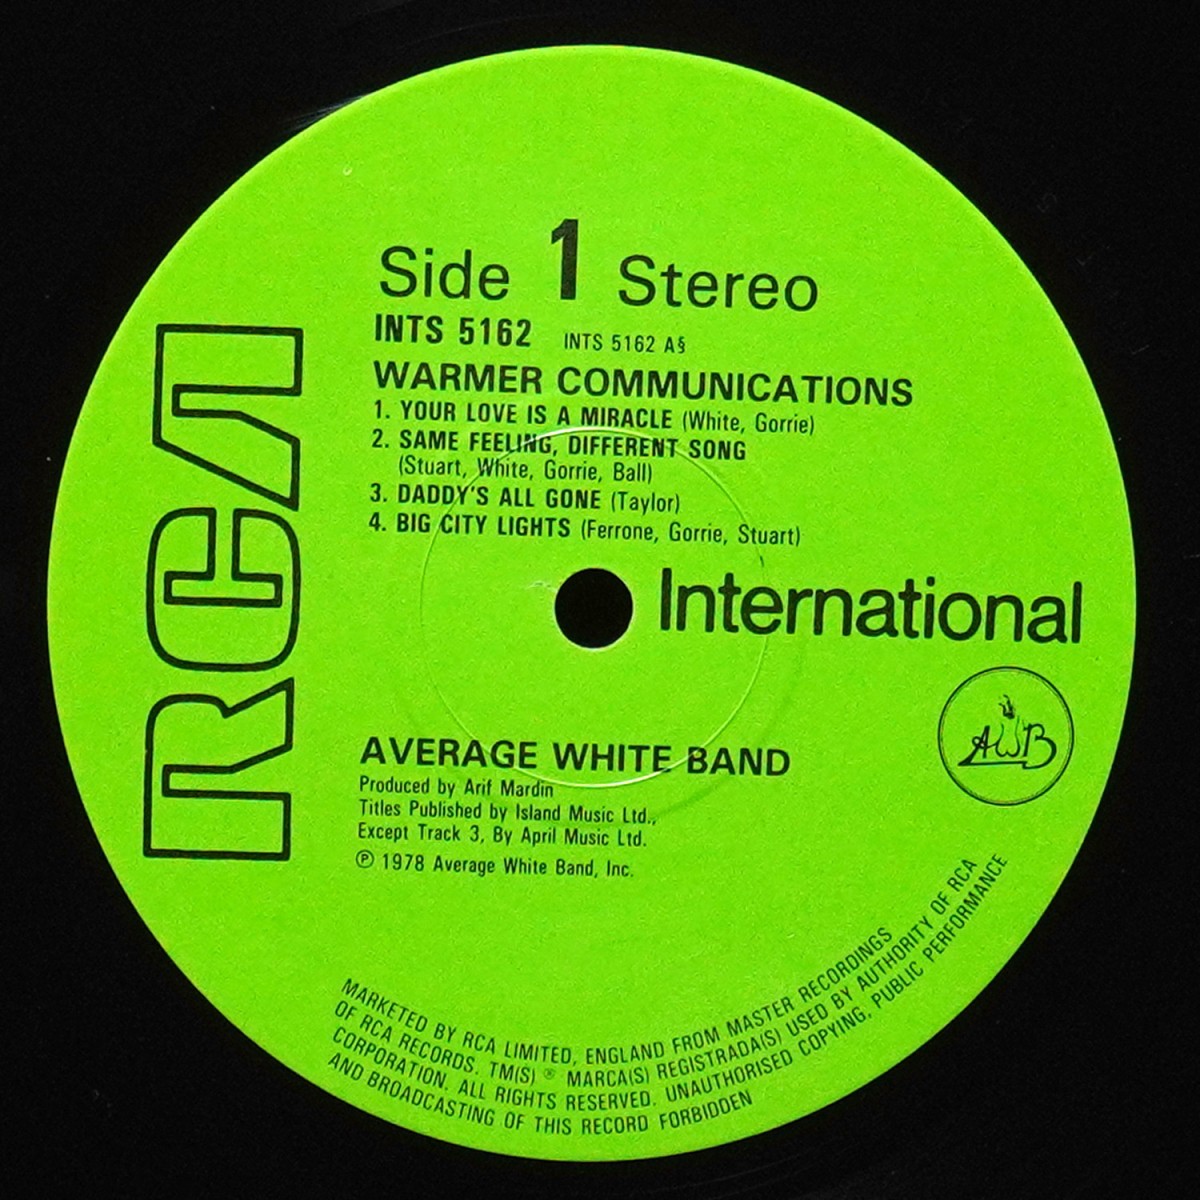 Side 1 Stereo
INTS 5162 INTS 5162 A§
WARMER COMMUNICATIONS
1. YOUR LOVE IS A MIRACLE (White, Gorrie)
2. SAME FEELING, DIFFERENT SONG
(Stuart, White, Gorrie, Ball)
3. DADDY'S ALL GONE (Taylor)
4. BIG CITY LIGHTS (Ferrone, Gorrie, Stuart)
RCA
International
AWB
AVERAGE WHITE BAND
Produced by Arif Mardin
Titles Published by Island Music Ltd.,
Except Track 3, By April Music Ltd.
℗ 1978 Average White Band, Inc.
MARKETED BY RCA LIMITED, ENGLAND FROM MASTER RECORDINGS
OF RCA RECORDS. TM(S) ® MARCA(S) REGISTRADA(S) USED BY AUTHORITY OF RCA
CORPORATION. ALL RIGHTS RESERVED. UNAUTHORISED COPYING, PUBLIC PERFORMANCE
AND BROADCASTING OF THIS RECORD FORBIDDEN